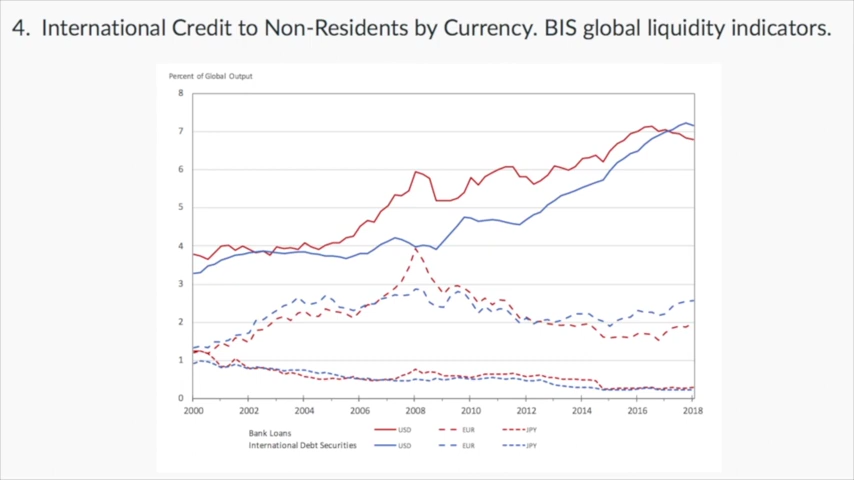 4. International Credit to Non-Residents by Currency. BIS global liquidity indicators.
Percent of Global Output
8
7
6
5
4
3
2
1
0
2000 2002 2004 2006 2008 2010 2012 2014 2016 2018
Bank Loans USD EUR JPY
International Debt Securities USD EUR JPY